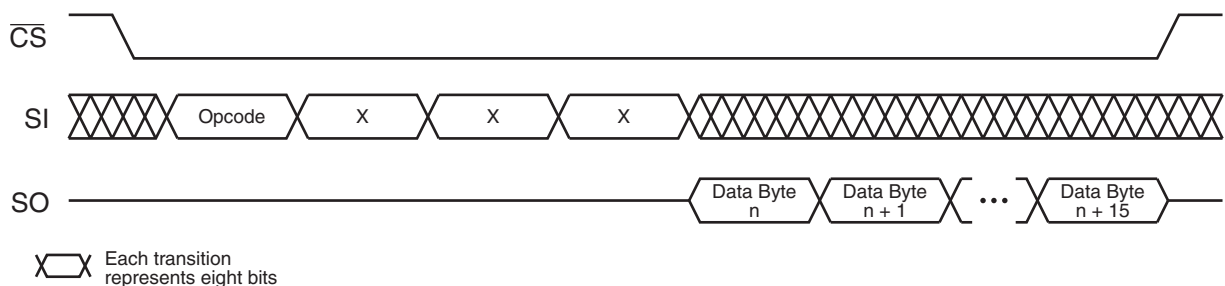 CS
SI
Opcode
X
X
X
SO
Data Byte
n
Data Byte
n + 1
•••
Data Byte
n + 15
Each transition
represents eight bits